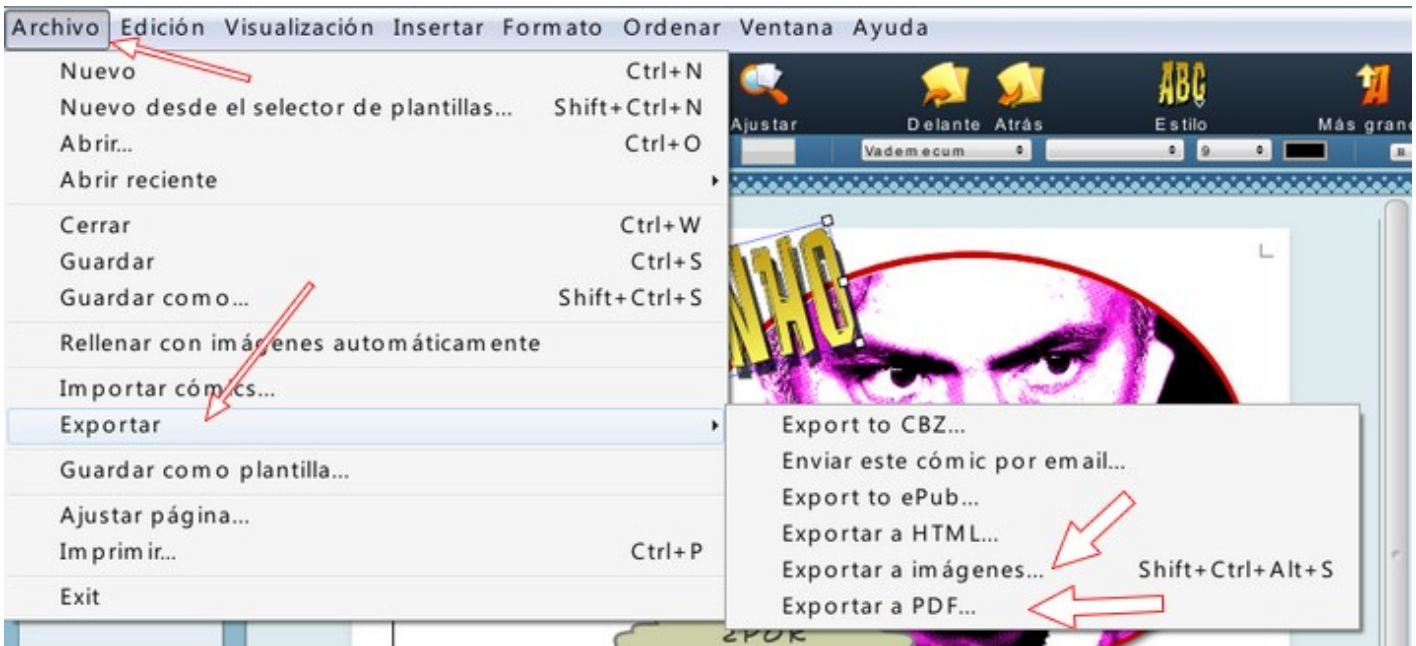 Archivo Edición Visualización Insertar Formato Ordenar Ventana Ayuda
Nuevo Ctrl+N
Nuevo desde el selector de plantillas... Shift+Ctrl+N
Abrir... Ctrl+O
Abrir reciente
Cerrar Ctrl+W
Guardar Ctrl+S
Guardar como... Shift+Ctrl+S
Rellenar con imágenes automáticamente
Importar cómics...
Exportar
Guardar como plantilla...
Ajustar página...
Imprimir... Ctrl+P
Exit
Export to CBZ...
Enviar este cómic por email...
Export to ePub...
Exportar a HTML...
Exportar a imágenes... Shift+Ctrl+Alt+S
Exportar a PDF...
ABC
Ajustar Delante Atrás Estilo Más gran
Vademecum 9
¿POR